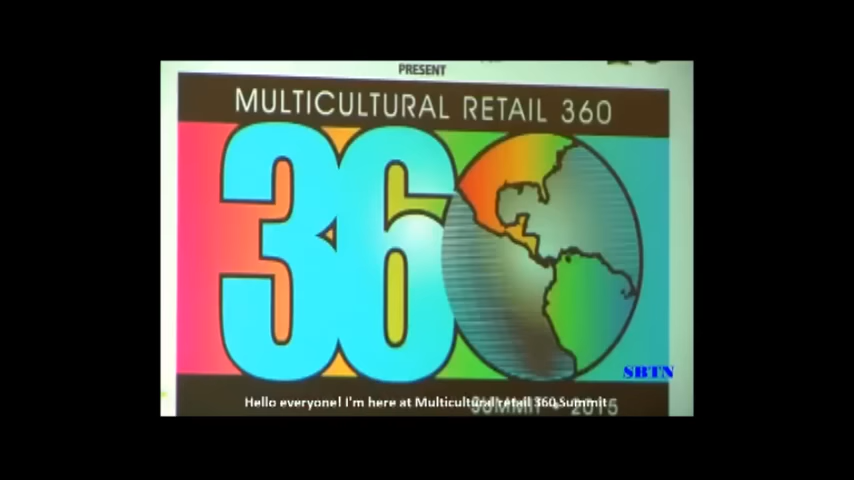 PRESENT
MULTICULTURAL RETAIL 360
360
SBTN
Hello everyone! I'm here at Multicultural retail 360 Summit
SUMMIT • 2015